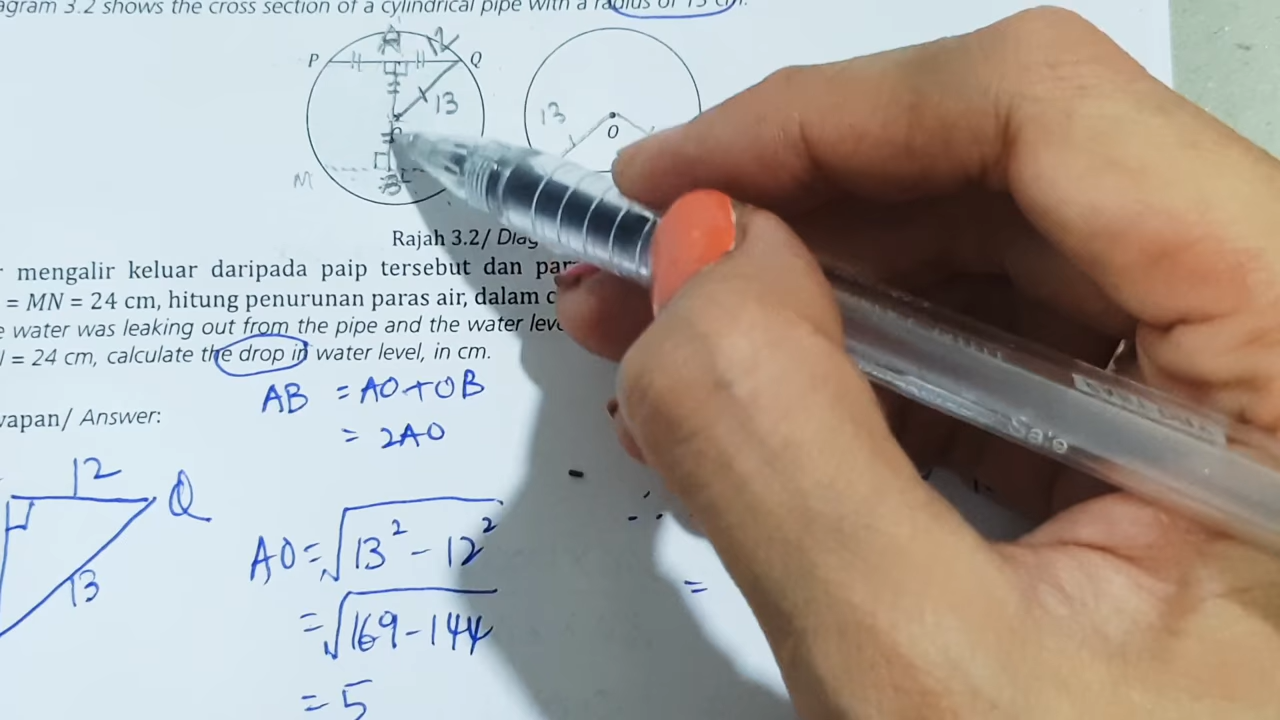 agram 3.2 shows the cross section of a cylindrical pipe with a radius of 13 cm.
A 12
P Q
13 13
O
M B
Rajah 3.2/ Diag
mengalir keluar daripada paip tersebut dan par
= MN = 24 cm, hitung penurunan paras air, dalam c
e water was leaking out from the pipe and the water leve
= 24 cm, calculate the drop in water level, in cm.
AB = AO + OB
wapan/ Answer:
= 2AO
12
Q
13
AO = √13² - 12²
= √169 - 144
=
= 5
Sa'e